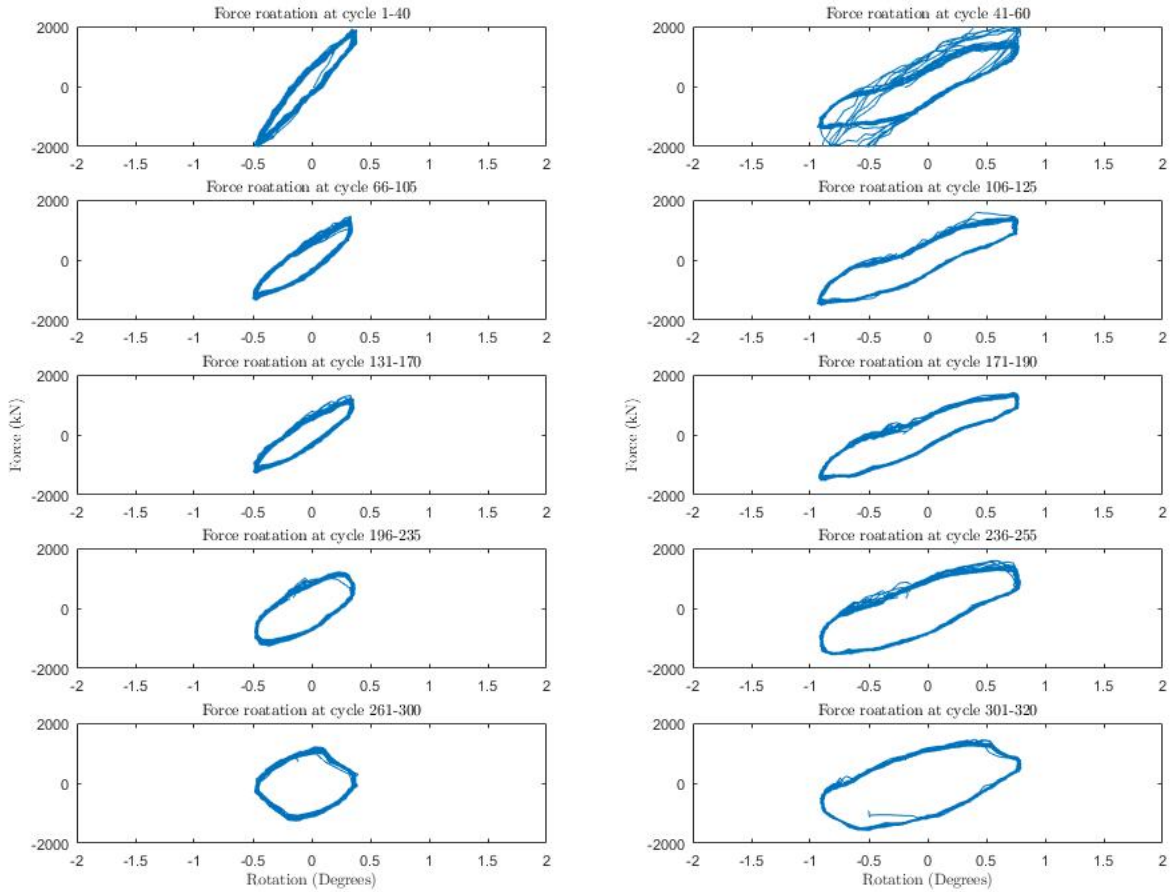 Force roatation at cycle 1-40
2000
0
-2000
-2 -1.5 -1 -0.5 0 0.5 1 1.5 2
Force roatation at cycle 41-60
2000
0
-2000
-2 -1.5 -1 -0.5 0 0.5 1 1.5 2
Force roatation at cycle 66-105
2000
0
-2000
-2 -1.5 -1 -0.5 0 0.5 1 1.5 2
Force roatation at cycle 106-125
2000
0
-2000
-2 -1.5 -1 -0.5 0 0.5 1 1.5 2
Force roatation at cycle 131-170
2000
0
-2000
Force (kN)
-2 -1.5 -1 -0.5 0 0.5 1 1.5 2
Force roatation at cycle 171-190
2000
0
-2000
Force (kN)
-2 -1.5 -1 -0.5 0 0.5 1 1.5 2
Force roatation at cycle 196-235
2000
0
-2000
-2 -1.5 -1 -0.5 0 0.5 1 1.5 2
Force roatation at cycle 236-255
2000
0
-2000
-2 -1.5 -1 -0.5 0 0.5 1 1.5 2
Force roatation at cycle 261-300
2000
0
-2000
-2 -1.5 -1 -0.5 0 0.5 1 1.5 2
Rotation (Degrees)
Force roatation at cycle 301-320
2000
0
-2000
-2 -1.5 -1 -0.5 0 0.5 1 1.5 2
Rotation (Degrees)